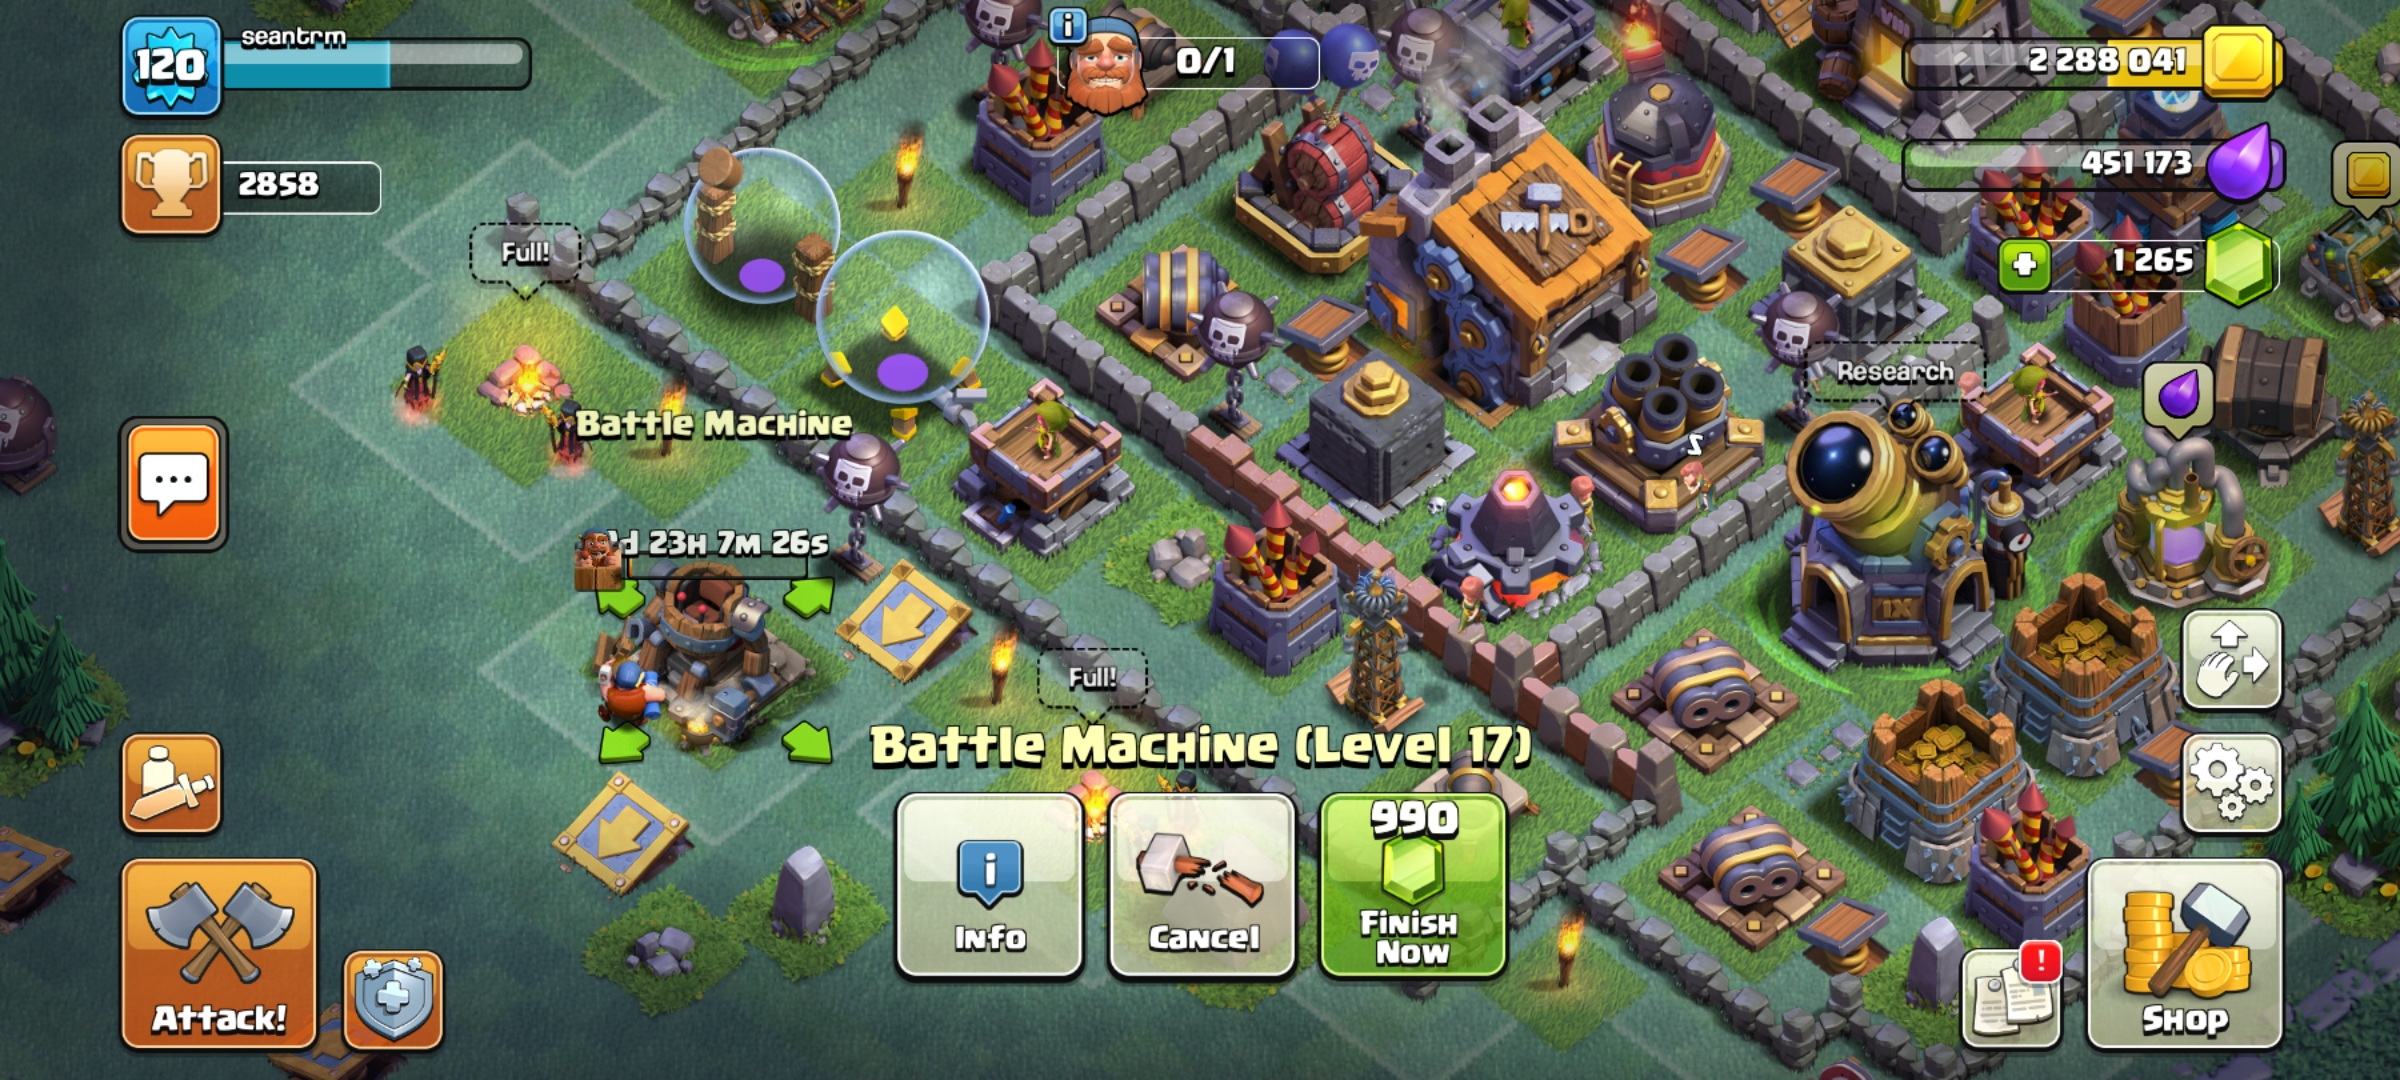 120
seantrm
0/1
2 288 041
2858
451 173
Full!
1 265
Research
Battle Machine
d 23H 7M 26s
IX
Full!
Battle Machine (Level 17)
990
Info
Cancel
Finish
Now
Attack!
!
Shop